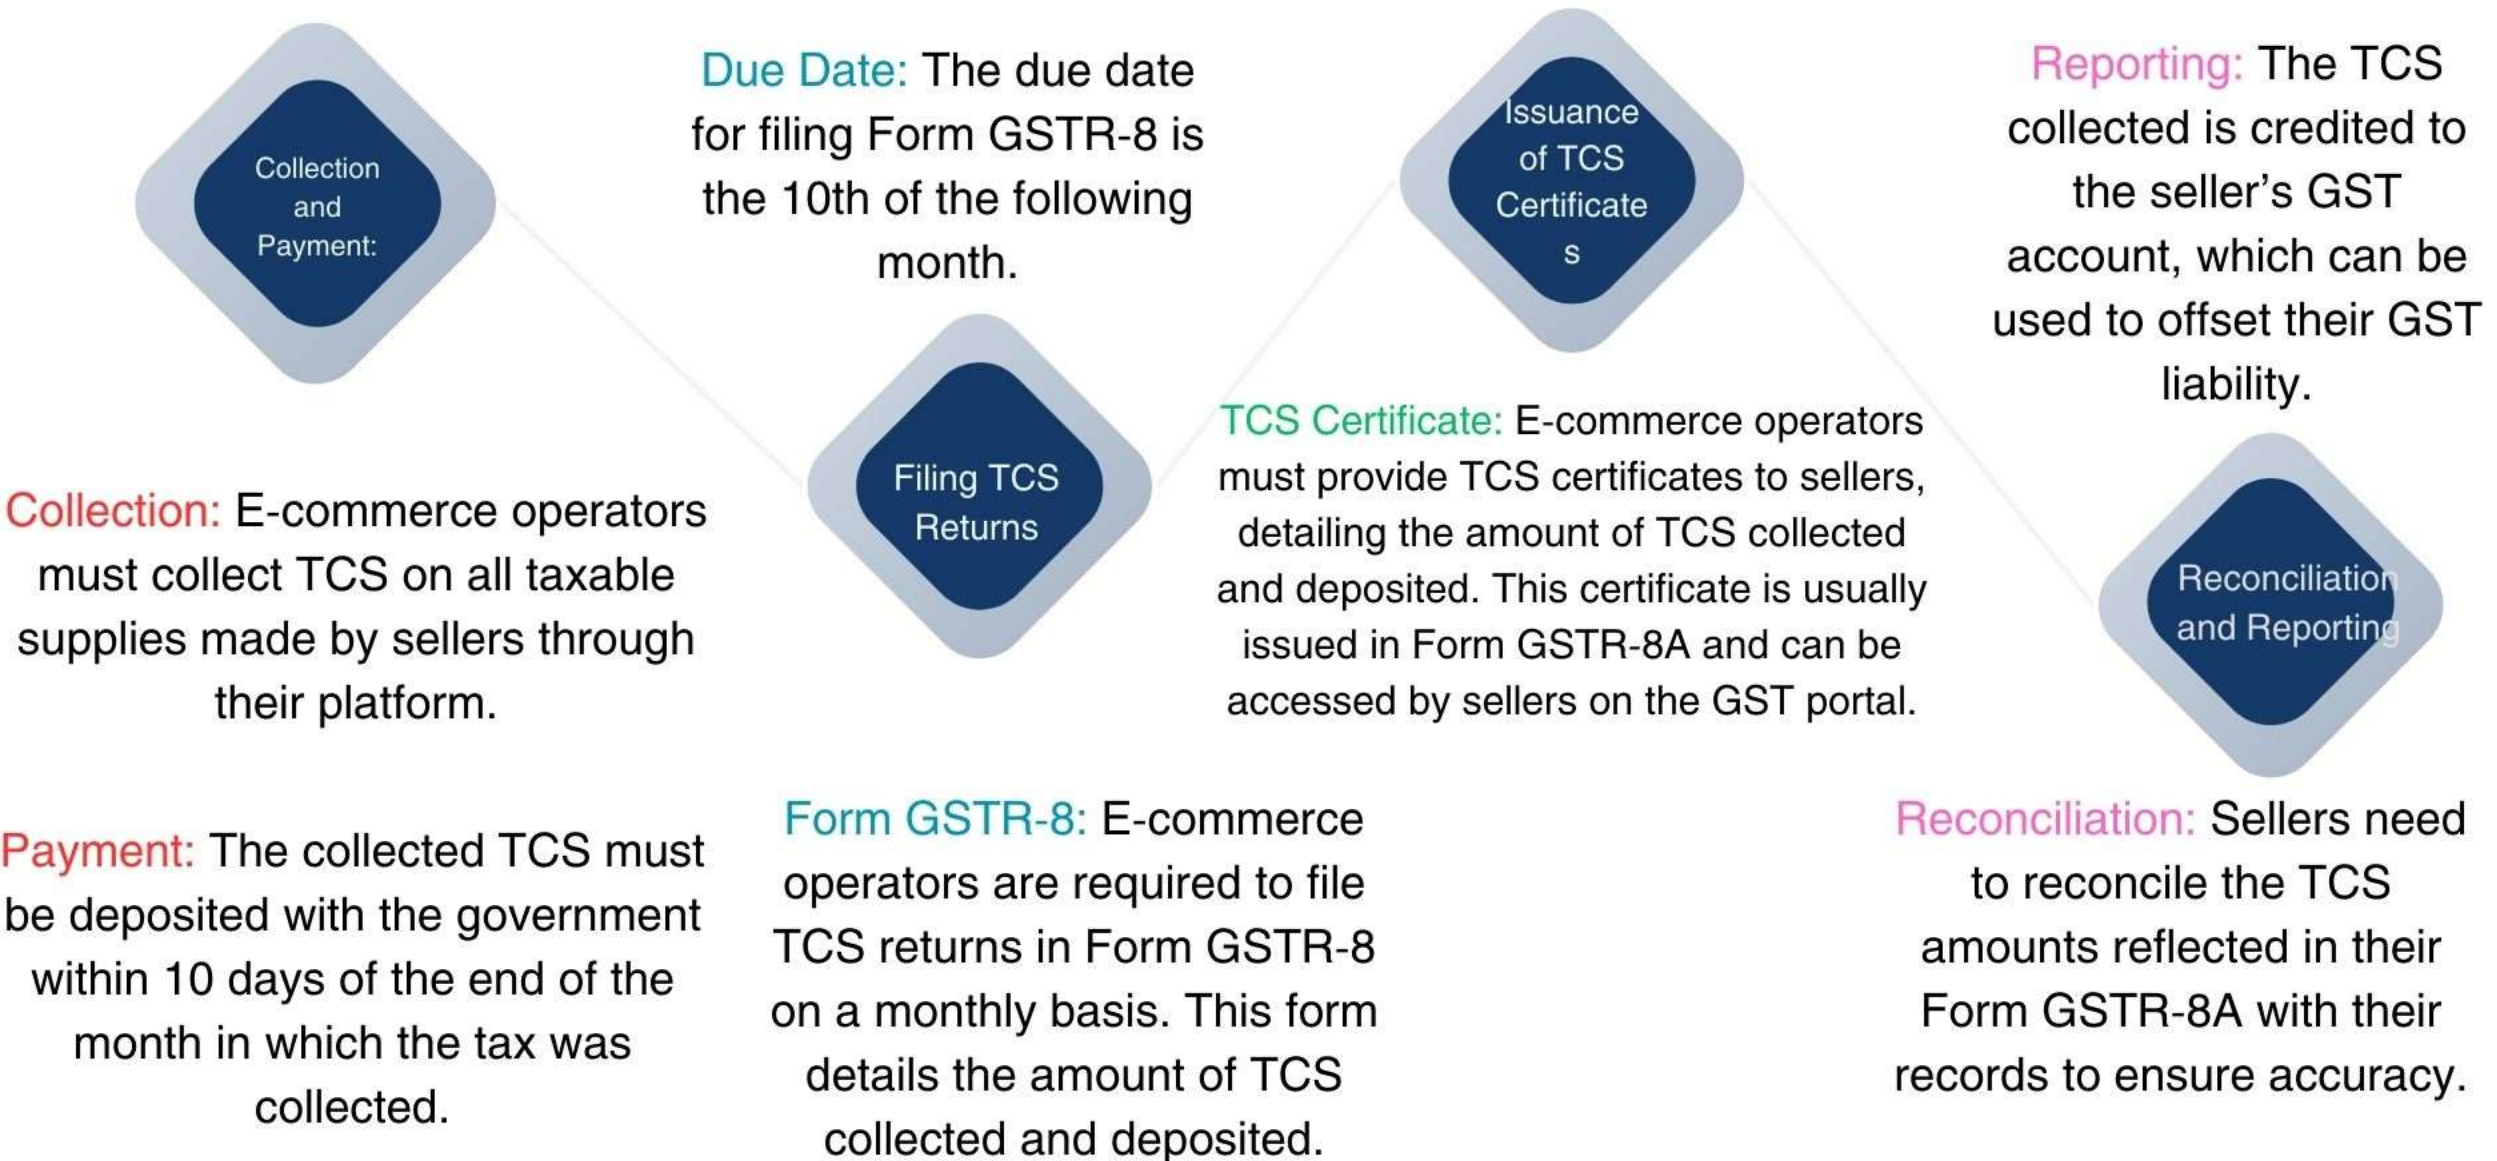 Collection
and
Payment:
Collection: E-commerce operators
must collect TCS on all taxable
supplies made by sellers through
their platform.
Payment: The collected TCS must
be deposited with the government
within 10 days of the end of the
month in which the tax was
collected.
Due Date: The due date
for filing Form GSTR-8 is
the 10th of the following
month.
Filing TCS
Returns
Form GSTR-8: E-commerce
operators are required to file
TCS returns in Form GSTR-8
on a monthly basis. This form
details the amount of TCS
collected and deposited.
Issuance
of TCS
Certificate
s
TCS Certificate: E-commerce operators
must provide TCS certificates to sellers,
detailing the amount of TCS collected
and deposited. This certificate is usually
issued in Form GSTR-8A and can be
accessed by sellers on the GST portal.
Reporting: The TCS
collected is credited to
the seller’s GST
account, which can be
used to offset their GST
liability.
Reconciliation
and Reporting
Reconciliation: Sellers need
to reconcile the TCS
amounts reflected in their
Form GSTR-8A with their
records to ensure accuracy.